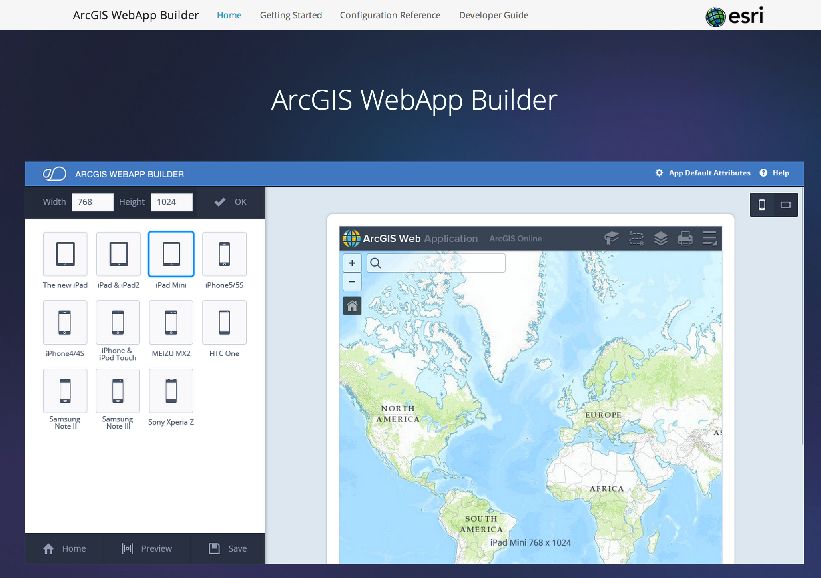 ArcGIS WebApp Builder Home Getting Started Configuration Reference Developer Guide esri
ArcGIS WebApp Builder
ARCGIS WEBAPP BUILDER App Default Attributes Help
Width 768 Height 1024 OK
The new iPad iPad & iPad2 iPad Mini iPhone5/5S
iPhone4/4S iPhone & iPod Touch MEIZU MX2 HTC One
Samsung Note II Samsung Note III Sony Xperia Z
Home Preview Save
ArcGIS Web Application ArcGIS Online
+
−
NORTH AMERICA
EUROPE
AS
AFRICA
SOUTH AMERICA
iPad Mini 768 x 1024